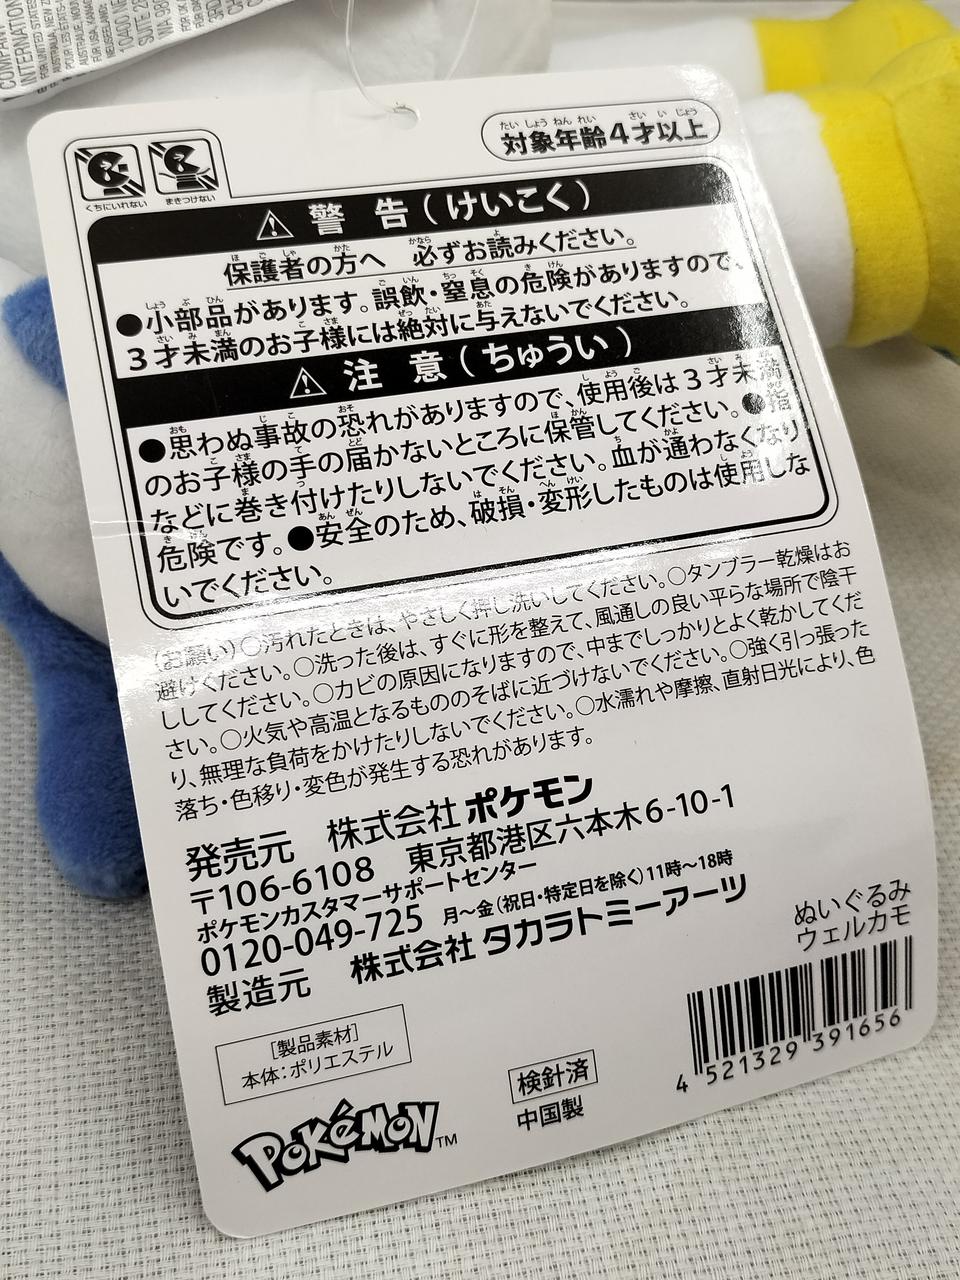 COMPAN
INTERNATION
FOR UNITED STATES
AUSTRALIA, NEW Z
10400 NE
SUITE 28
WA 980
くちにいれない
まきつけない
対象年齢4才以上
警告(けいこく)
保護者の方へ 必ずお読みください。
●小部品があります。誤飲・窒息の危険がありますので、
3才未満のお子様には絶対に与えないでください。
注意(ちゅうい)
●思わぬ事故の恐れがありますので、使用後は3才未満
のお子様の手の届かないところに保管してください。●指
などに巻き付けたりしないでください。血が通わなくなり
危険です。●安全のため、破損・変形したものは使用しな
いでください。
(お願い)○汚れたときは、やさしく押し洗いしてください。○タンブラー乾燥はお
避けください。○洗った後は、すぐに形を整えて、風通しの良い平らな場所で陰干
ししてください。○カビの原因になりますので、中までしっかりとよく乾かしてくだ
さい。○火気や高温となるもののそばに近づけないでください。○強く引っ張った
り、無理な負荷をかけたりしないでください。○水濡れや摩擦、直射日光により、色
落ち・色移り・変色が発生する恐れがあります。
発売元 株式会社 ポケモン
〒106-6108 東京都港区六本木6-10-1
ポケモンカスタマーサポートセンター
0120-049-725 月〜金(祝日・特定日を除く)11時〜18時
製造元 株式会社 タカラトミーアーツ
ぬいぐるみ
ウェルカモ
[製品素材]
本体:ポリエステル
検針済
中国製
4 521329 391656
POKéMON TM